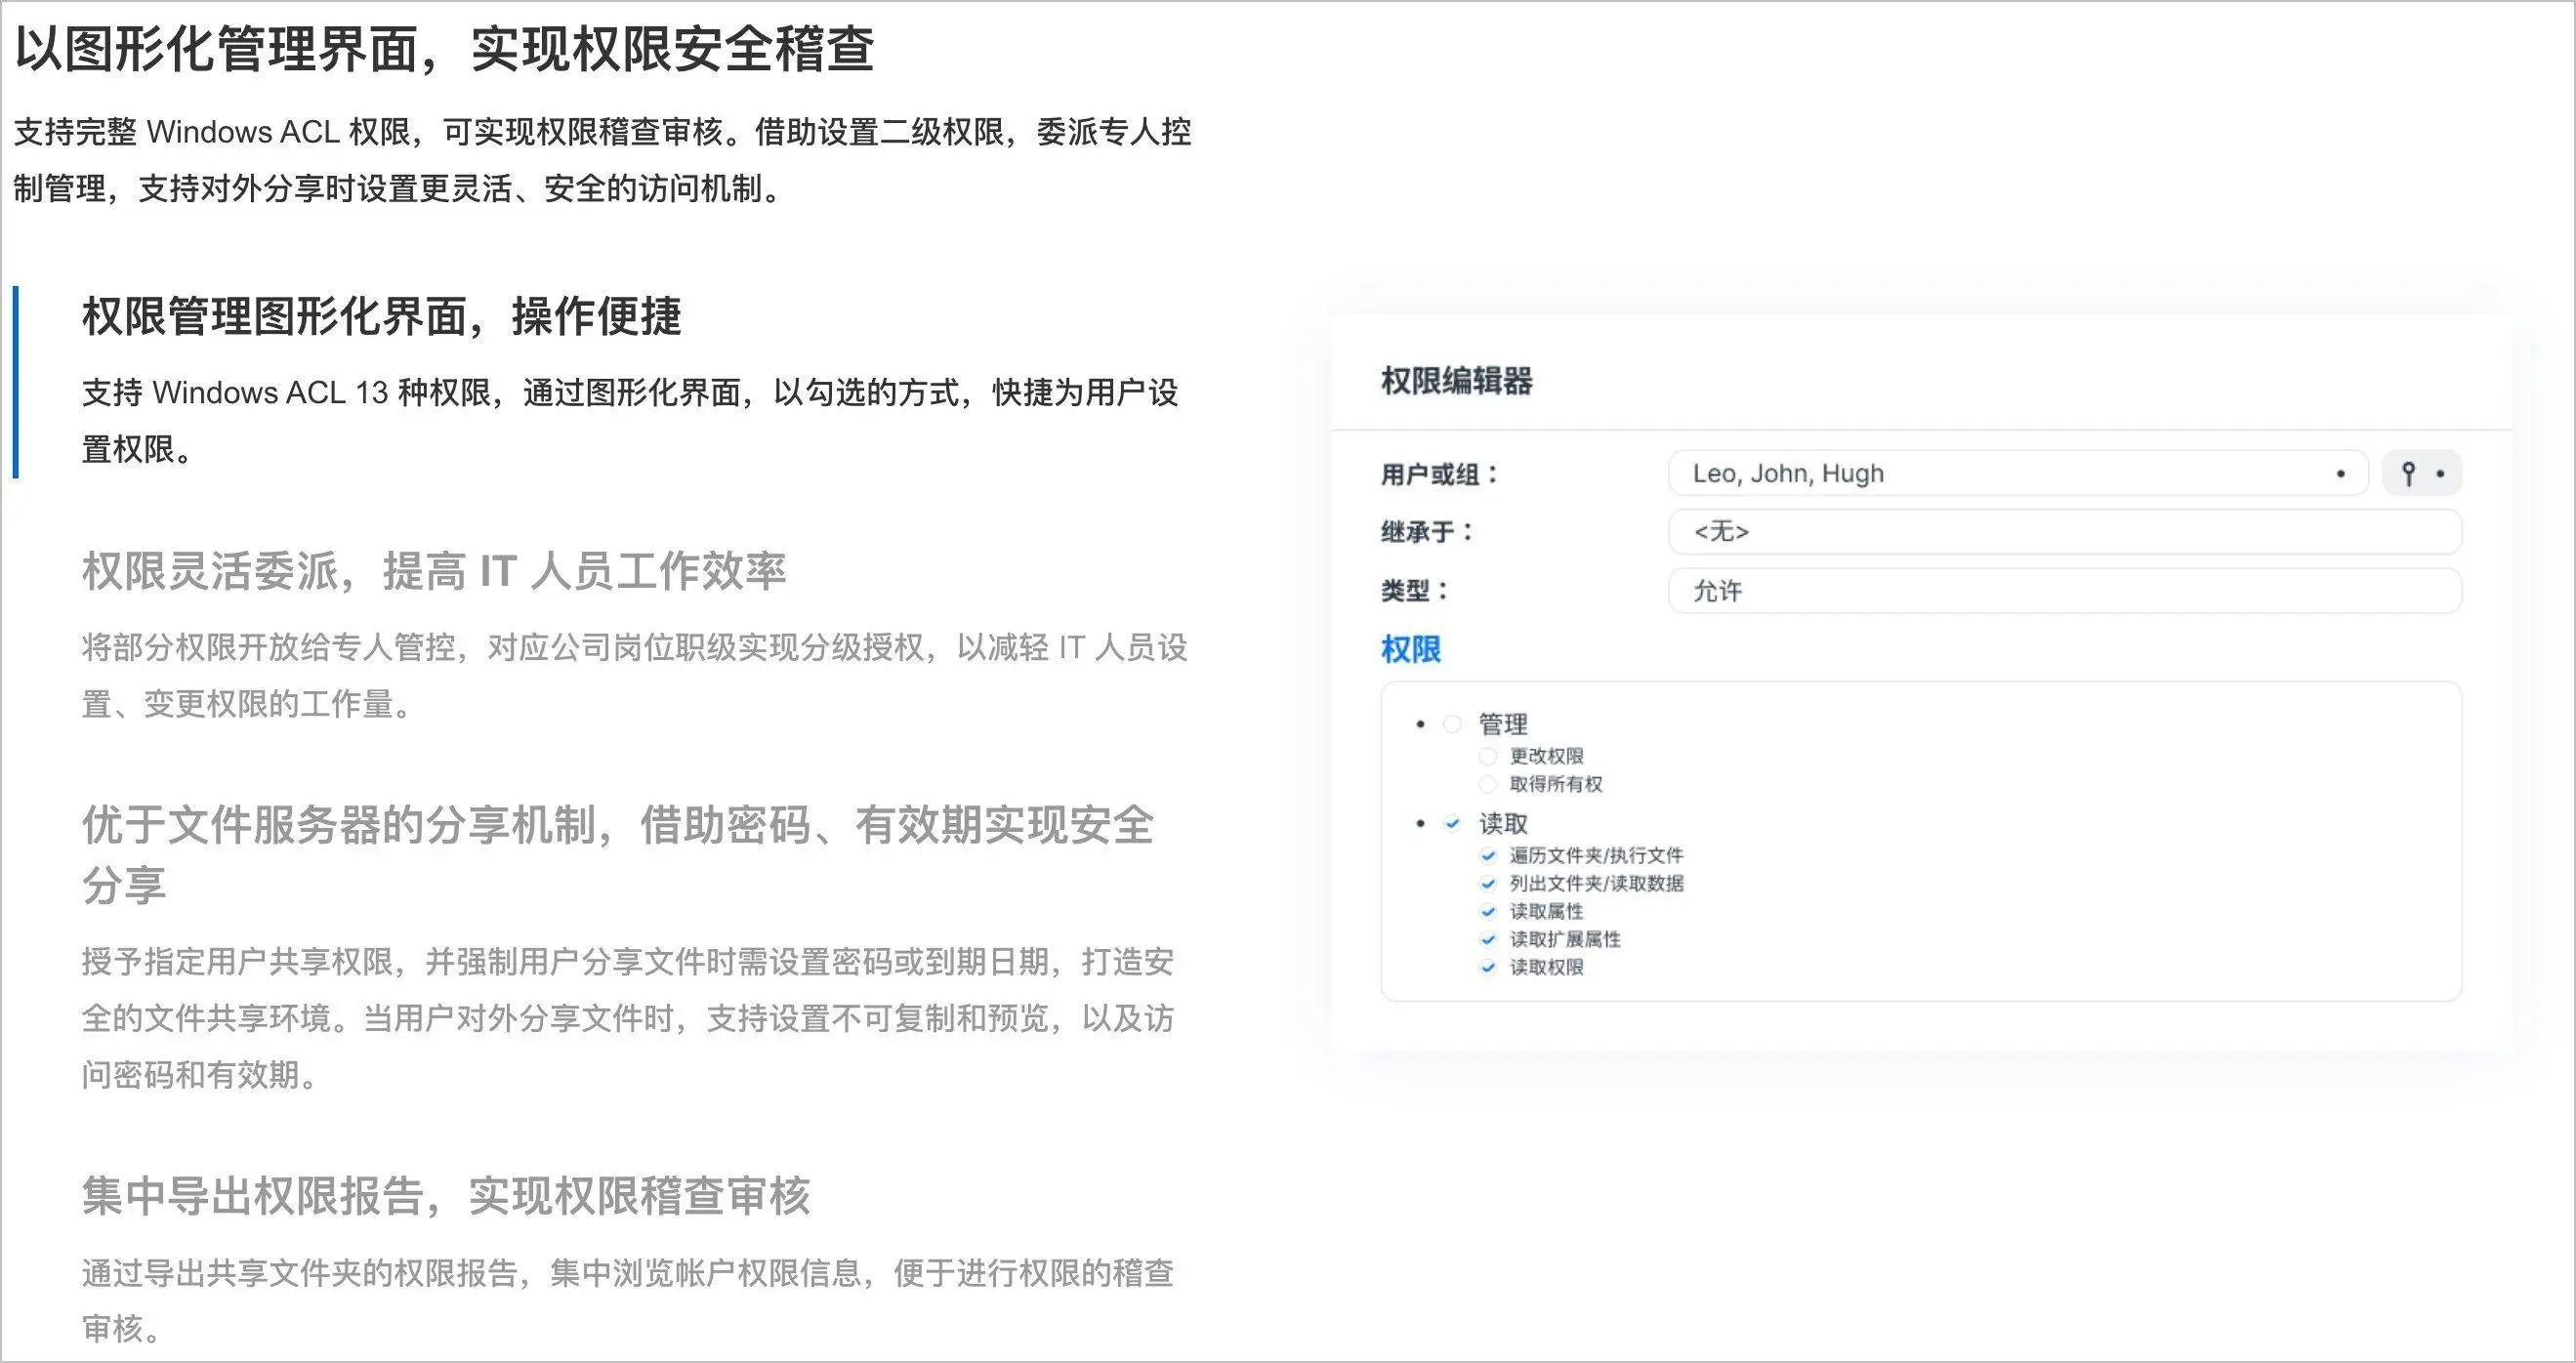 以图形化管理界面，实现权限安全稽查
支持完整 Windows ACL 权限，可实现权限稽查审核。借助设置二级权限，委派专人控
制管理，支持对外分享时设置更灵活、安全的访问机制。
权限管理图形化界面，操作便捷
支持 Windows ACL 13 种权限，通过图形化界面，以勾选的方式，快捷为用户设
置权限。
权限灵活委派，提高 IT 人员工作效率
将部分权限开放给专人管控，对应公司岗位职级实现分级授权，以减轻 IT 人员设
置、变更权限的工作量。
优于文件服务器的分享机制，借助密码、有效期实现安全
分享
授予指定用户共享权限，并强制用户分享文件时需设置密码或到期日期，打造安
全的文件共享环境。当用户对外分享文件时，支持设置不可复制和预览，以及访
问密码和有效期。
集中导出权限报告，实现权限稽查审核
通过导出共享文件夹的权限报告，集中浏览帐户权限信息，便于进行权限的稽查
审核。
权限编辑器
用户或组： Leo, John, Hugh
继承于： <无>
类型： 允许
权限
管理
更改权限
取得所有权
读取
遍历文件夹/执行文件
列出文件夹/读取数据
读取属性
读取扩展属性
读取权限